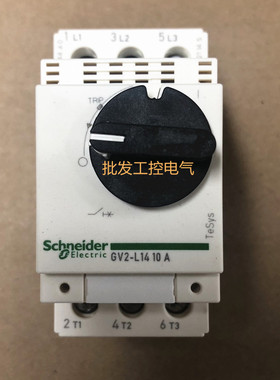 1 L1 3 L2 5 L3
TRIP
I
批发工控电气
TeSys
Schneider
Electric
GV2-L14 10 A
2 T1 4 T2 6 T3